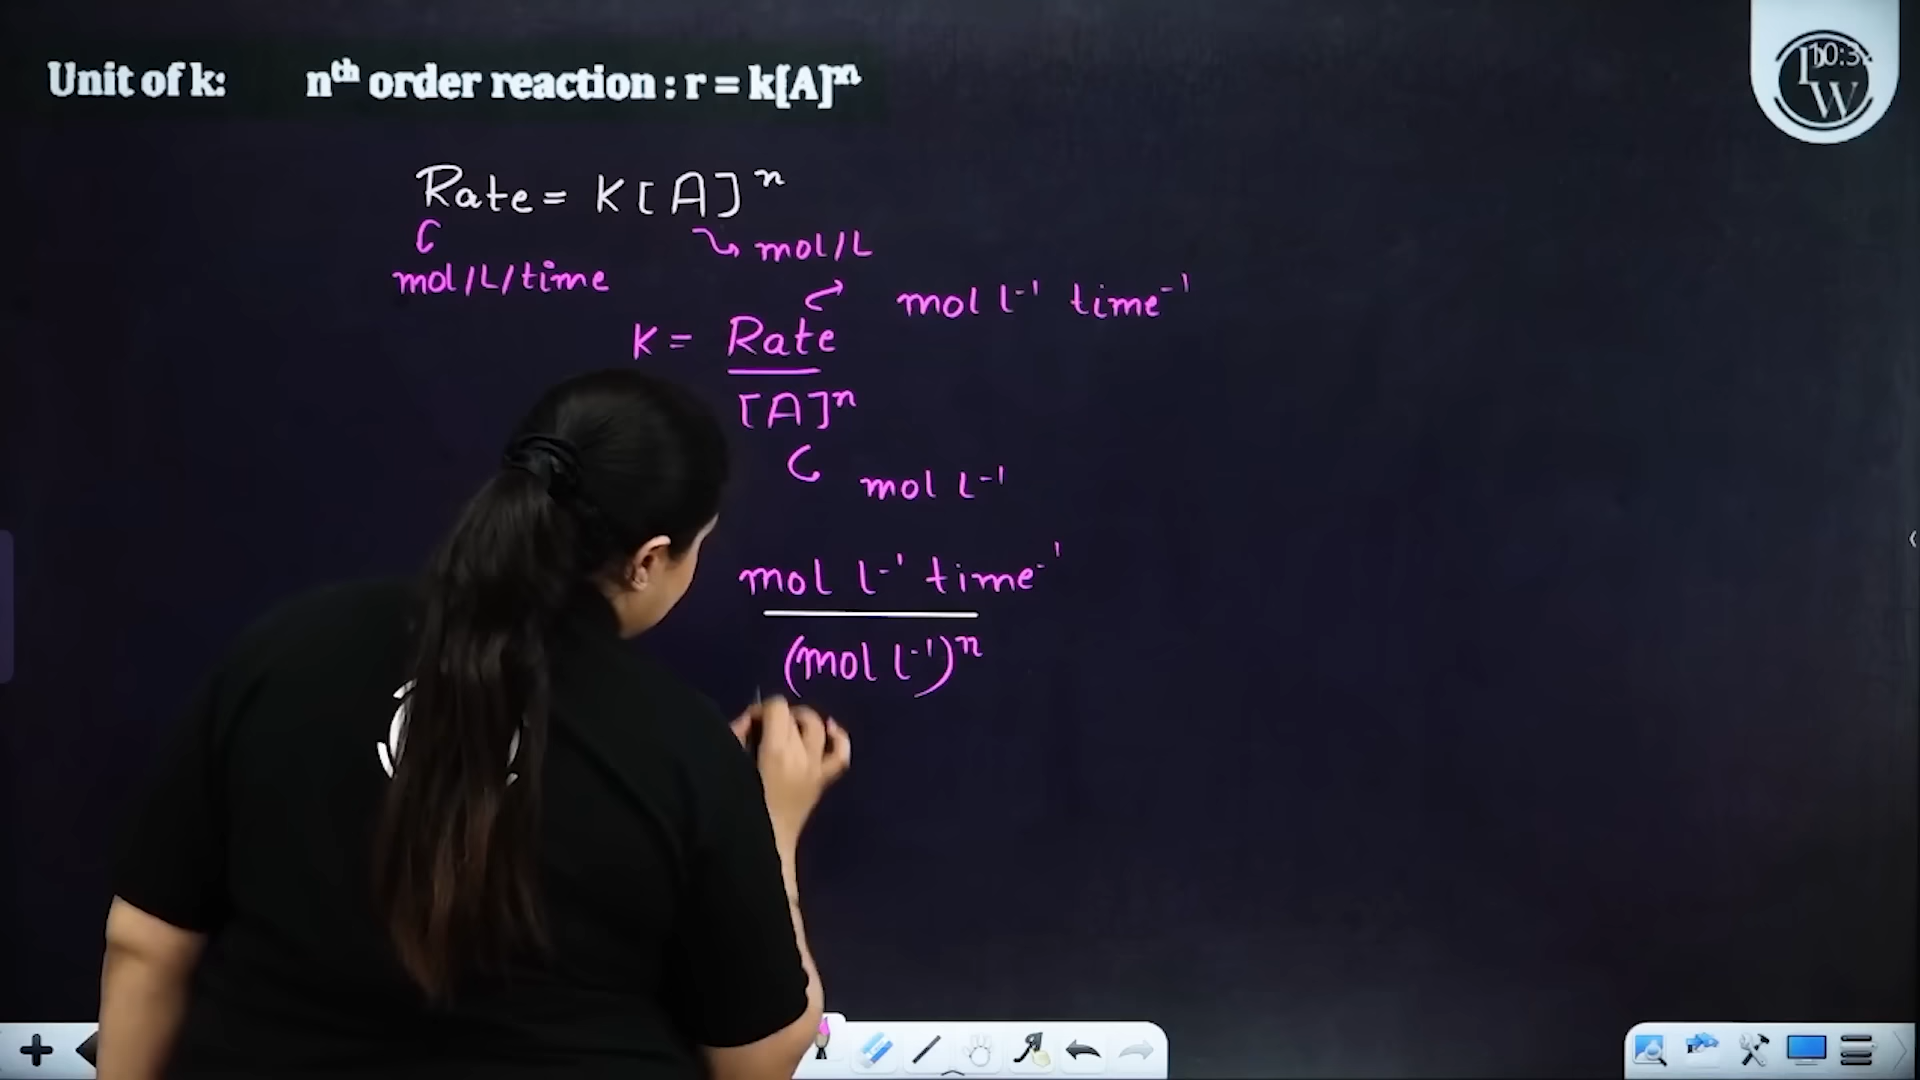 Unit of k: nth order reaction : r = k[A]ⁿ
Rate = K[A]ⁿ
mol/L
mol/L/time
mol L⁻¹ time⁻¹
K = Rate
[A]ⁿ
mol L⁻¹
mol L⁻¹ time⁻¹
(mol L⁻¹)ⁿ
PW